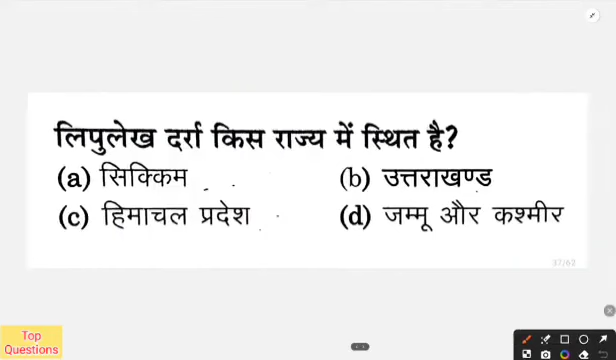 लिपुलेख दर्रा किस राज्य में स्थित है?
(a) सिक्किम (b) उत्तराखण्ड
(c) हिमाचल प्रदेश (d) जम्मू और कश्मीर
37/62
Top
Questions